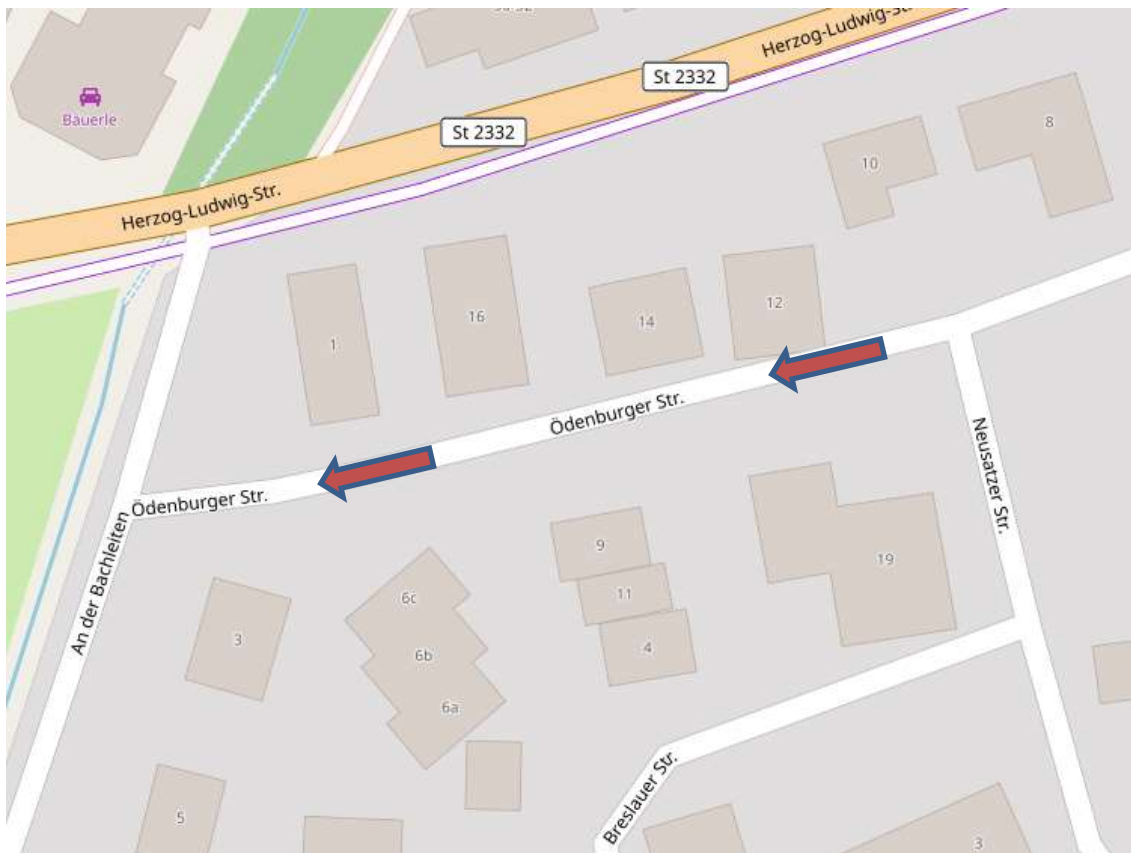 Herzog-Ludwig-Str.
St 2332
Bäuerle
St 2332
8
10
Herzog-Ludwig-Str.
12
16
14
1
Ödenburger Str.
Neusatzer Str.
Ödenburger Str.
An der Bachleiten
9
19
6c
11
3
6b
4
6a
Breslauer Str.
5
3